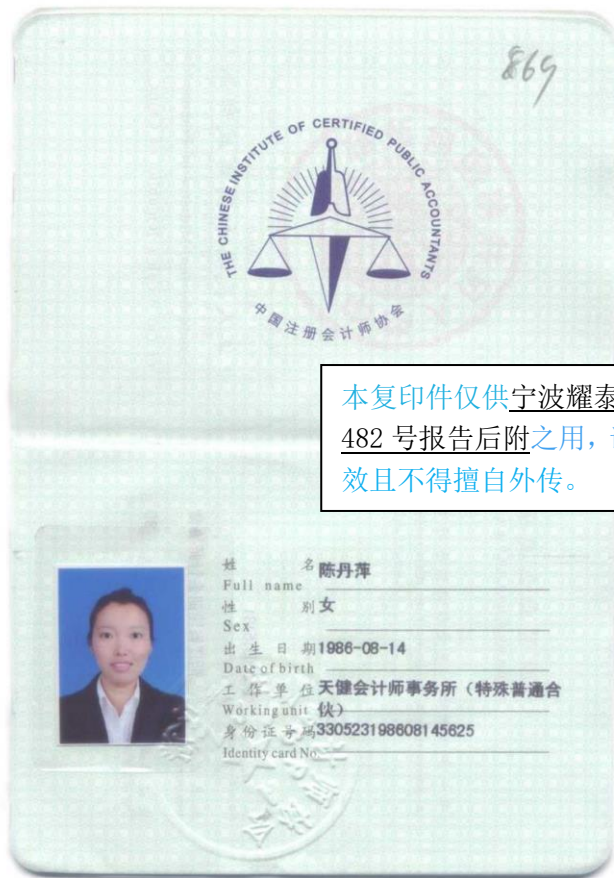 869
THE CHINESE INSTITUTE OF CERTIFIED PUBLIC ACCOUNTANTS
中国注册会计师协会
本复印件仅供宁波耀泰
482 号报告后附之用，
效且不得擅自外传。
姓 名 陈丹萍
Full name
性 别 女
Sex
出生日期 1986-08-14
Date of birth
工作单位 天健会计师事务所（特殊普通合
Working unit 伙）
身份证号码 330523198608145625
Identity card No.